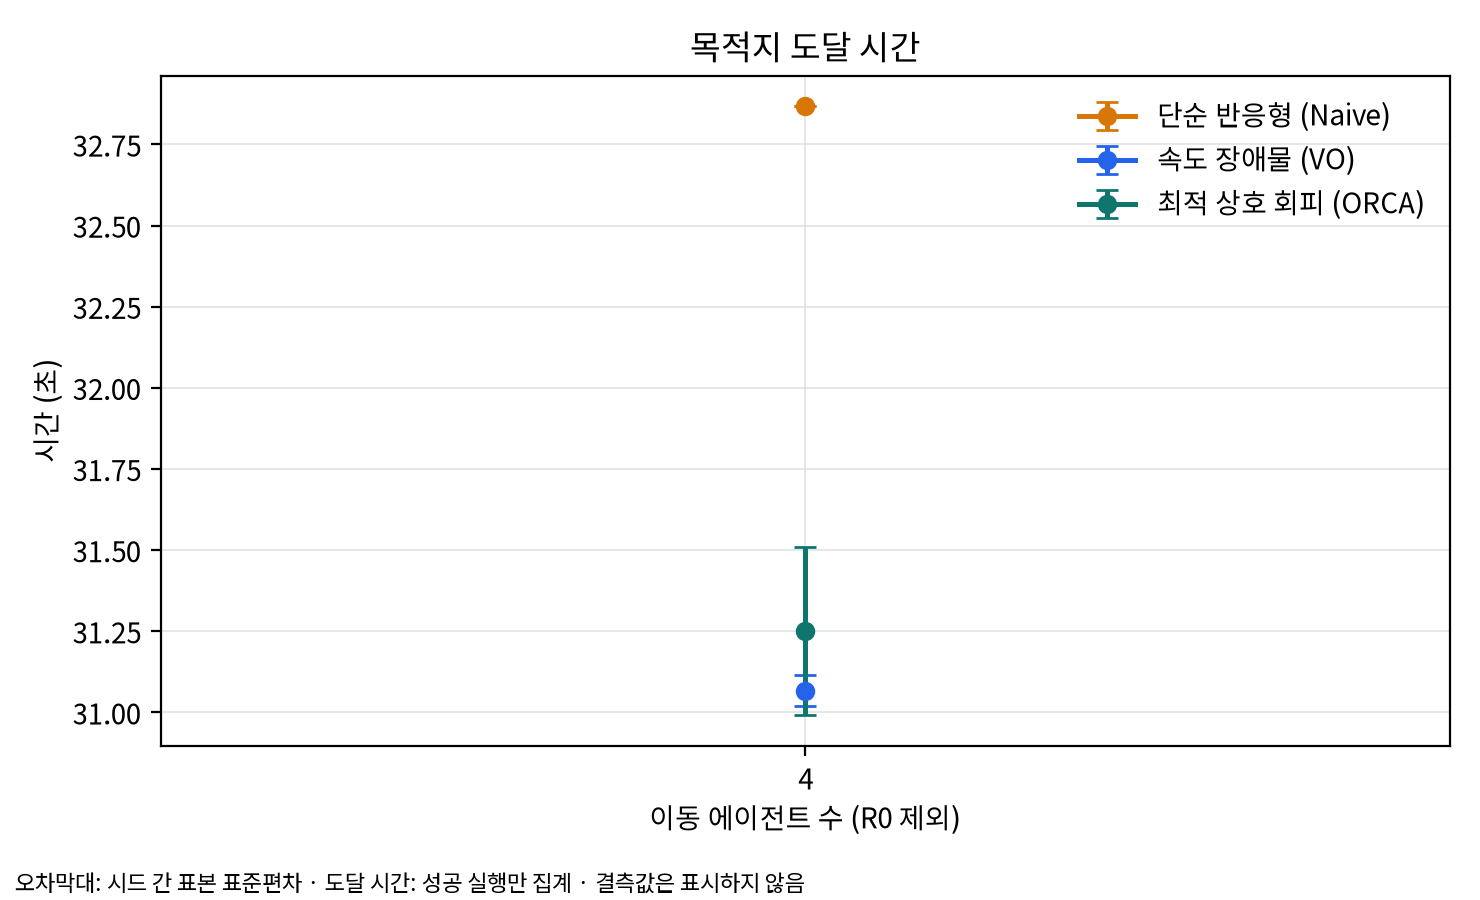 목적지 도달 시간
단순 반응형 (Naive)
속도 장애물 (VO)
최적 상호 회피 (ORCA)
32.75
32.50
32.25
32.00
31.75
31.50
31.25
31.00
시간 (초)
4
이동 에이전트 수 (R0 제외)
오차막대: 시드 간 표본 표준편차 · 도달 시간: 성공 실행만 집계 · 결측값은 표시하지 않음